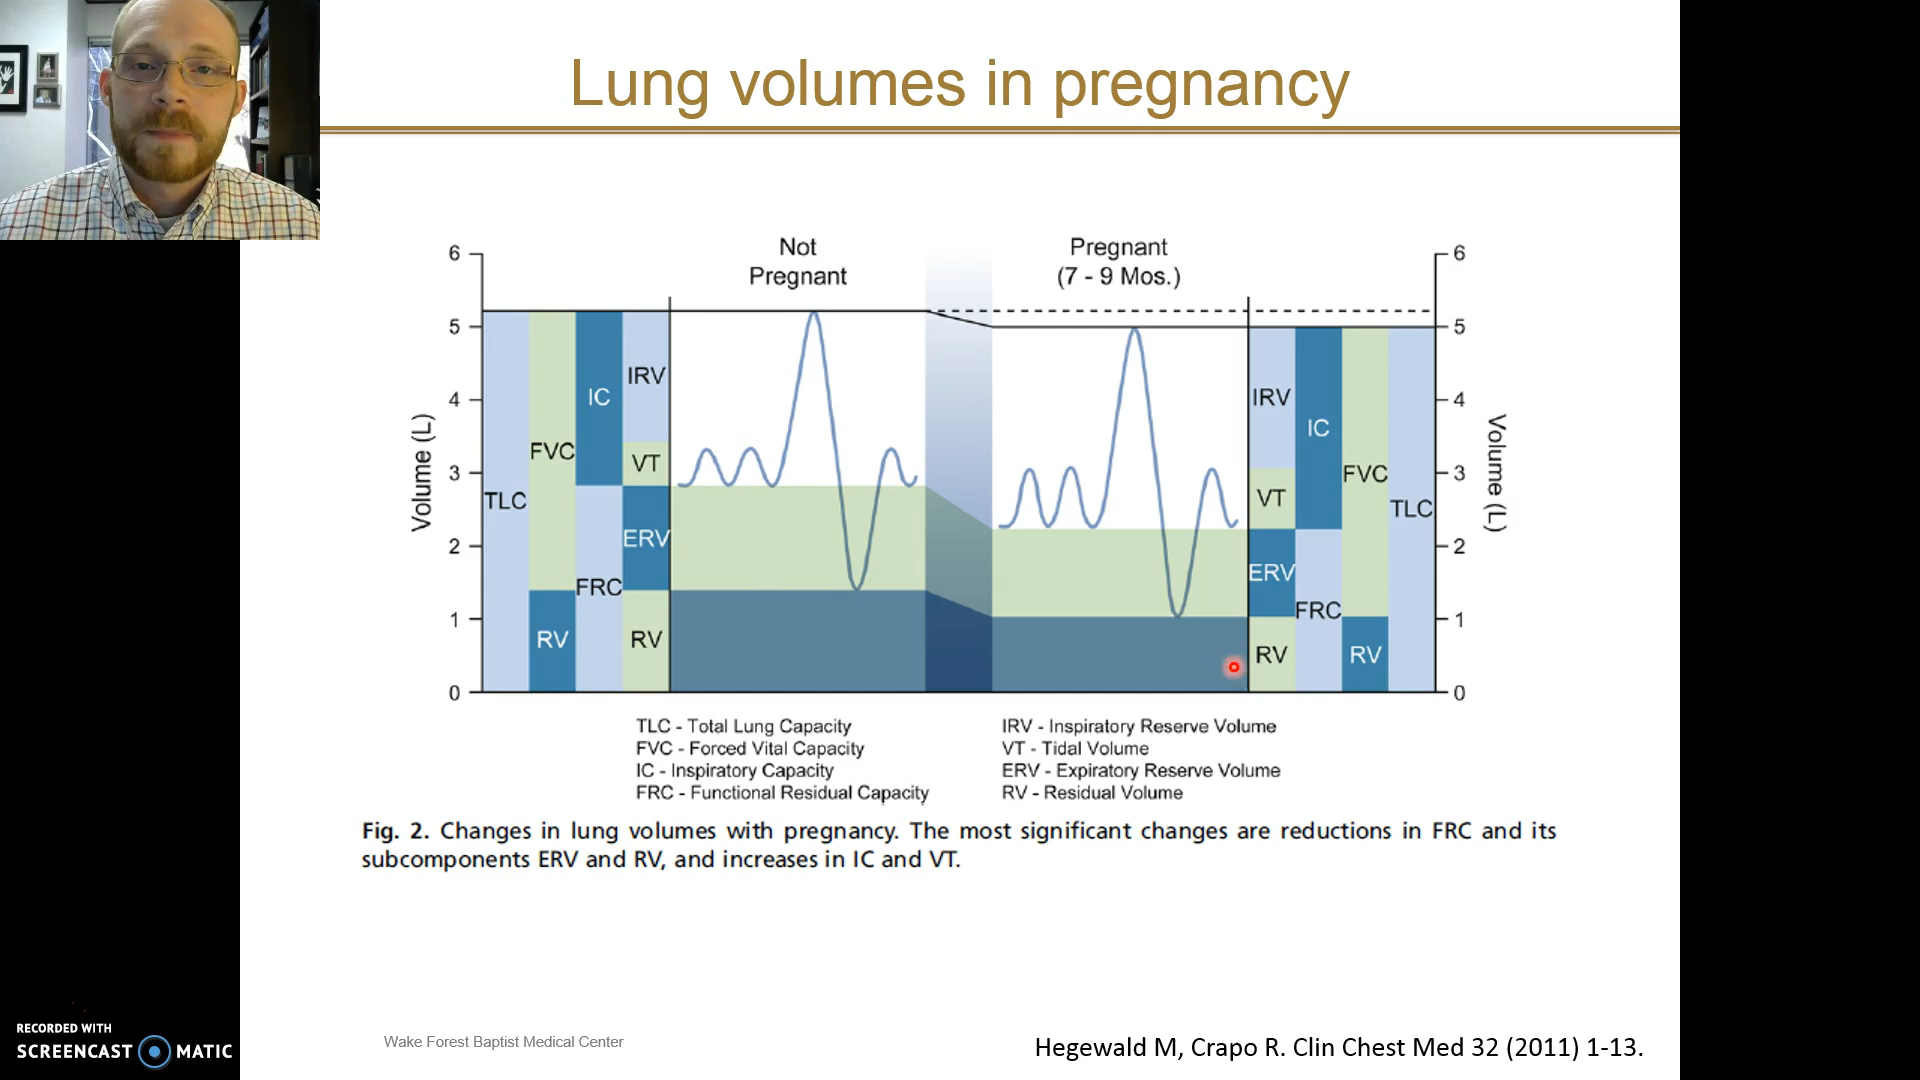 Lung volumes in pregnancy
Not
Pregnant
Pregnant
(7 - 9 Mos.)
6
5
4
3
2
1
0
Volume (L)
TLC
FVC
RV
IC
FRC
IRV
VT
ERV
RV
IRV
VT
ERV
RV
IC
FRC
FVC
RV
TLC
6
5
4
3
2
1
0
Volume (L)
TLC - Total Lung Capacity
FVC - Forced Vital Capacity
IC - Inspiratory Capacity
FRC - Functional Residual Capacity
IRV - Inspiratory Reserve Volume
VT - Tidal Volume
ERV - Expiratory Reserve Volume
RV - Residual Volume
Fig. 2. Changes in lung volumes with pregnancy. The most significant changes are reductions in FRC and its
subcomponents ERV and RV, and increases in IC and VT.
Wake Forest Baptist Medical Center
Hegewald M, Crapo R. Clin Chest Med 32 (2011) 1-13.
RECORDED WITH
SCREENCAST MATIC